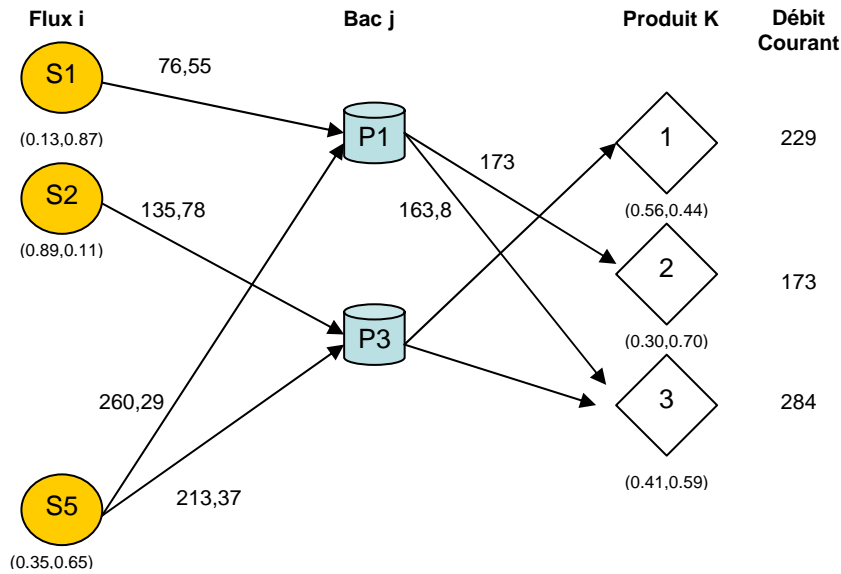 Flux i
Bac j
Produit K
Débit
Courant
S1
76,55
(0.13,0.87)
P1
1
229
173
(0.56,0.44)
S2
135,78
163,8
(0.89,0.11)
2
173
P3
(0.30,0.70)
260,29
3
284
213,37
(0.41,0.59)
S5
(0.35,0.65)